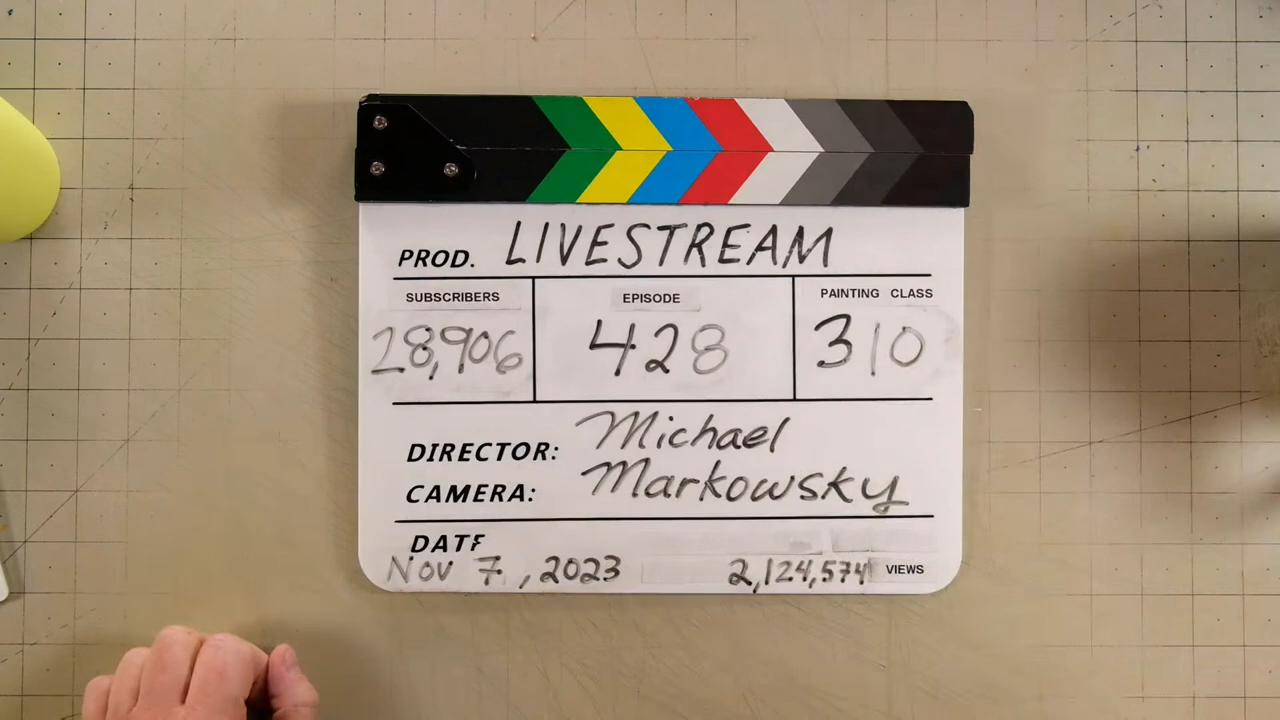 PROD. LIVESTREAM
SUBSCRIBERS EPISODE PAINTING CLASS
28,906 428 310
DIRECTOR: Michael
CAMERA: Markowsky
DATE
Nov 7, 2023 2,124,574 VIEWS